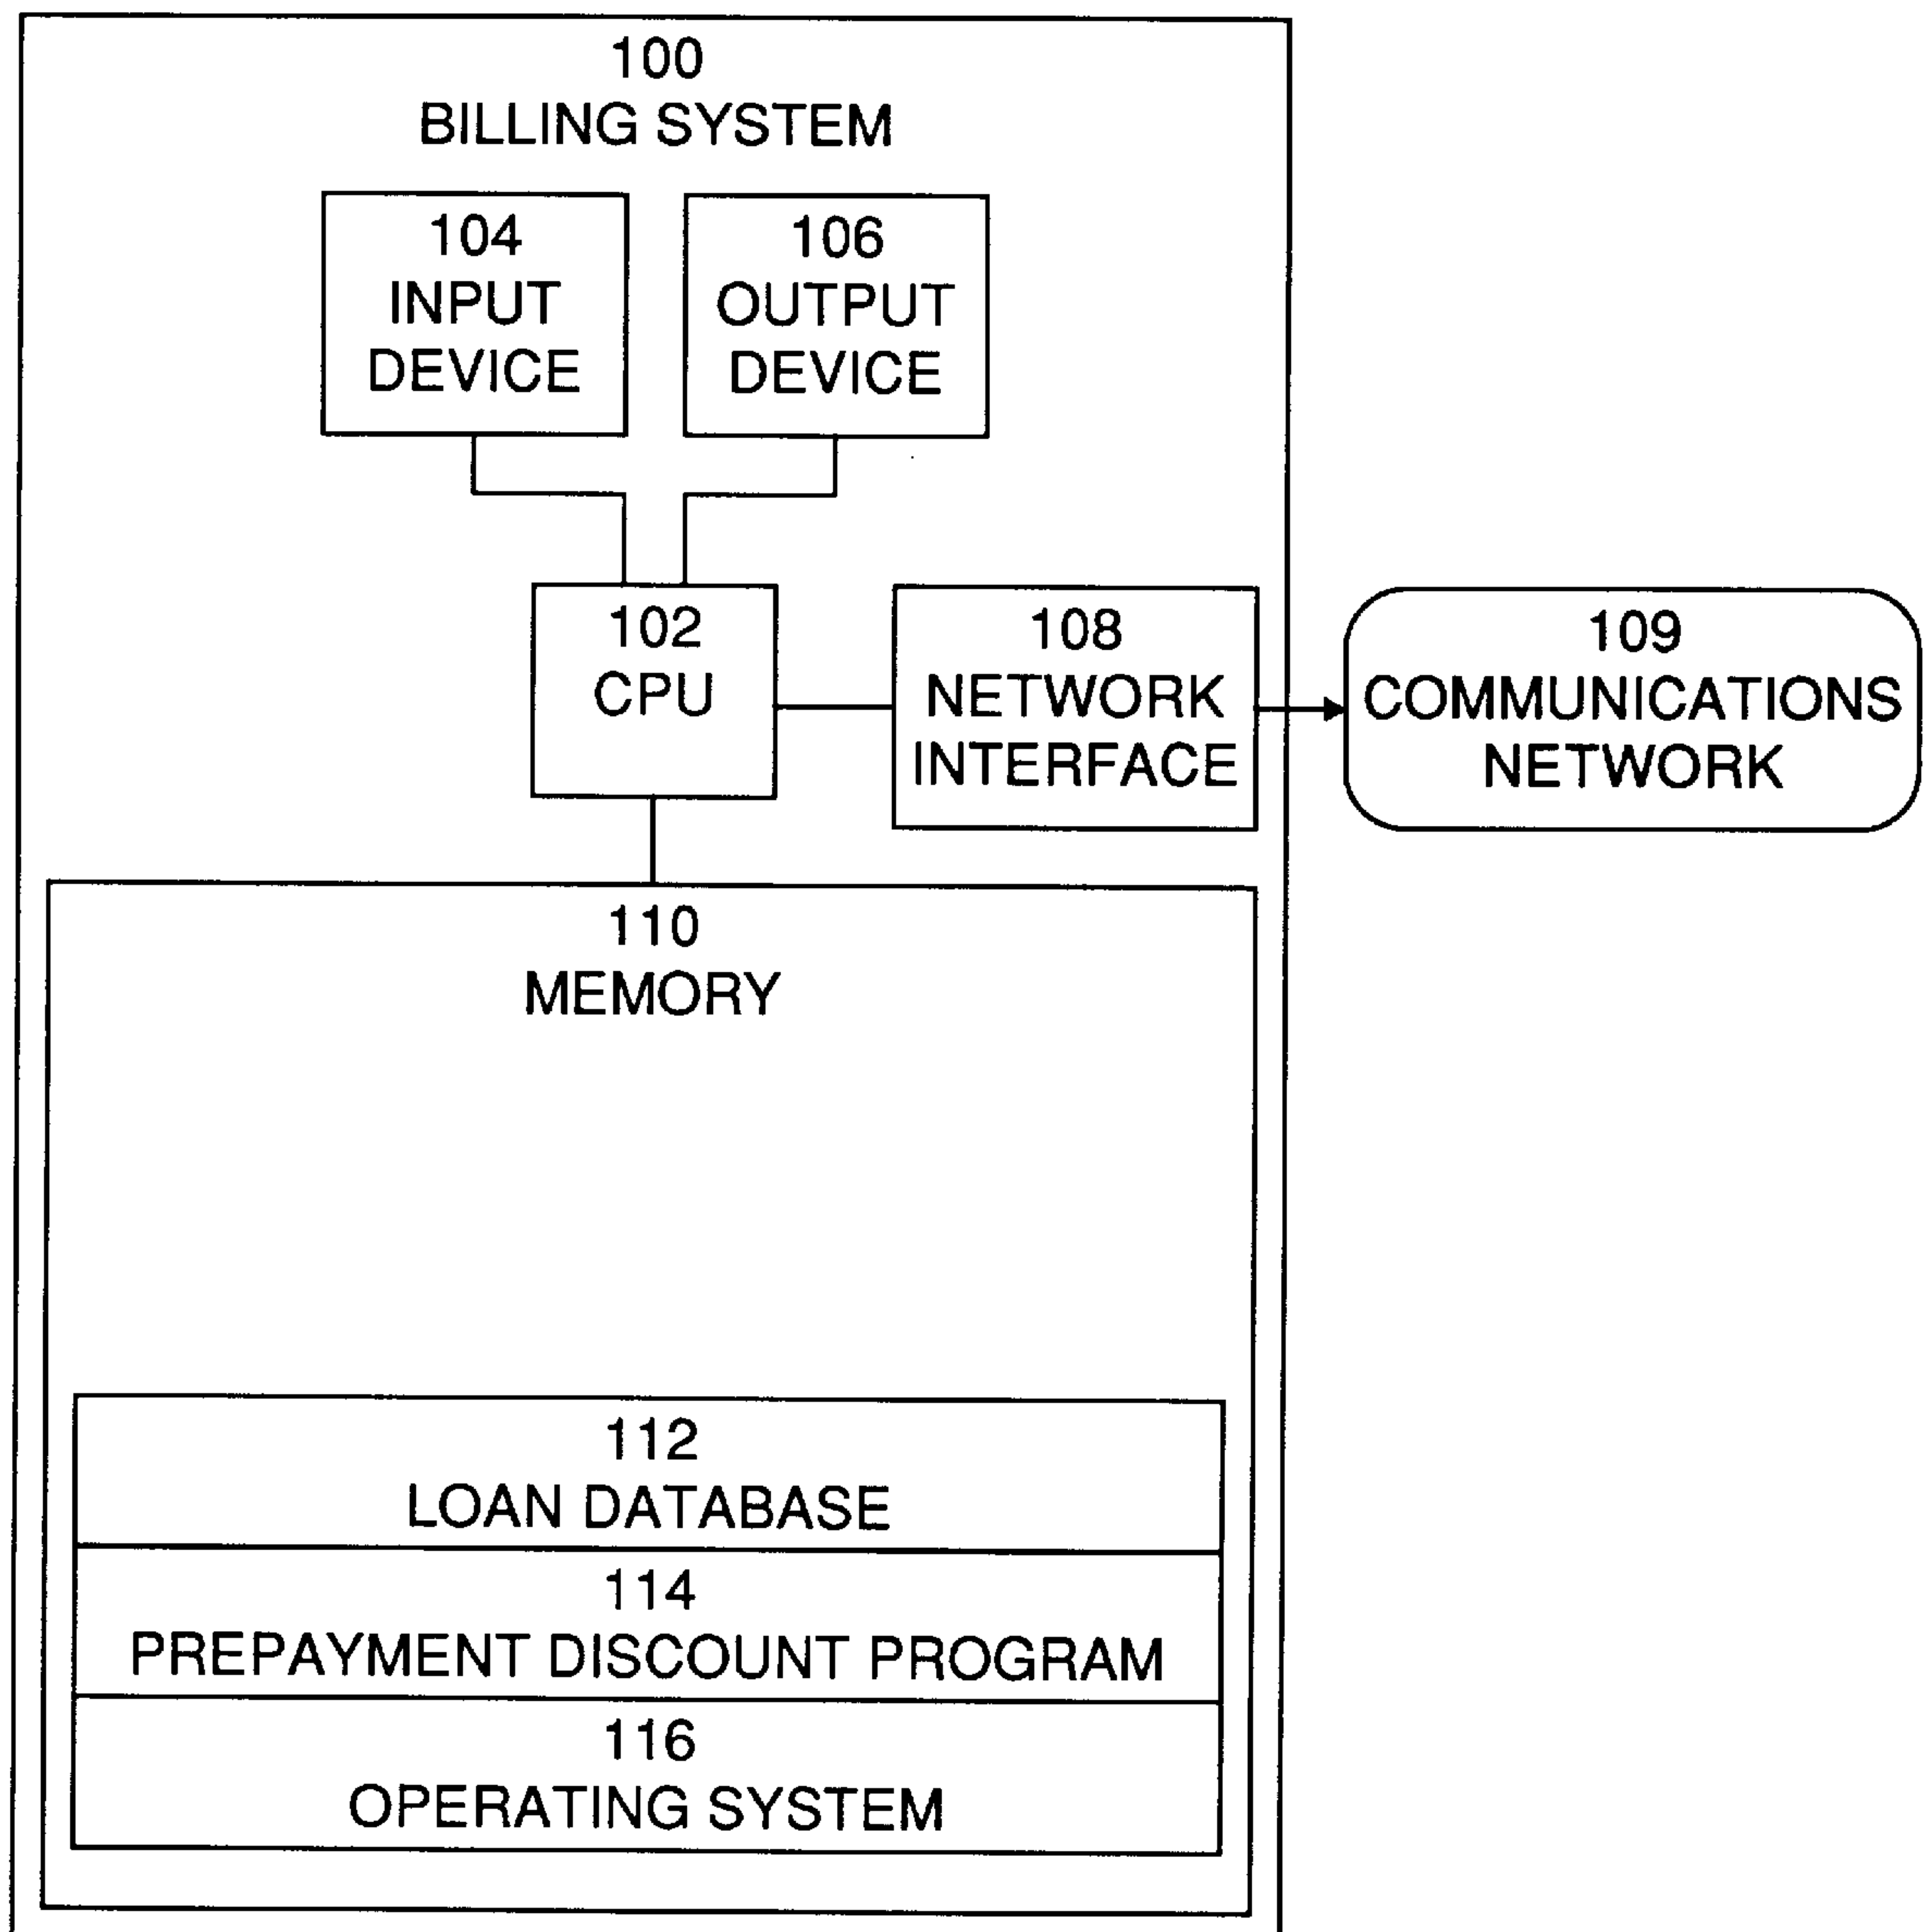 100
BILLING SYSTEM
104
INPUT
DEVICE
106
OUTPUT
DEVICE
102
CPU
108
NETWORK
INTERFACE
109
COMMUNICATIONS
NETWORK
110
MEMORY
112
LOAN DATABASE
114
PREPAYMENT DISCOUNT PROGRAM
116
OPERATING SYSTEM